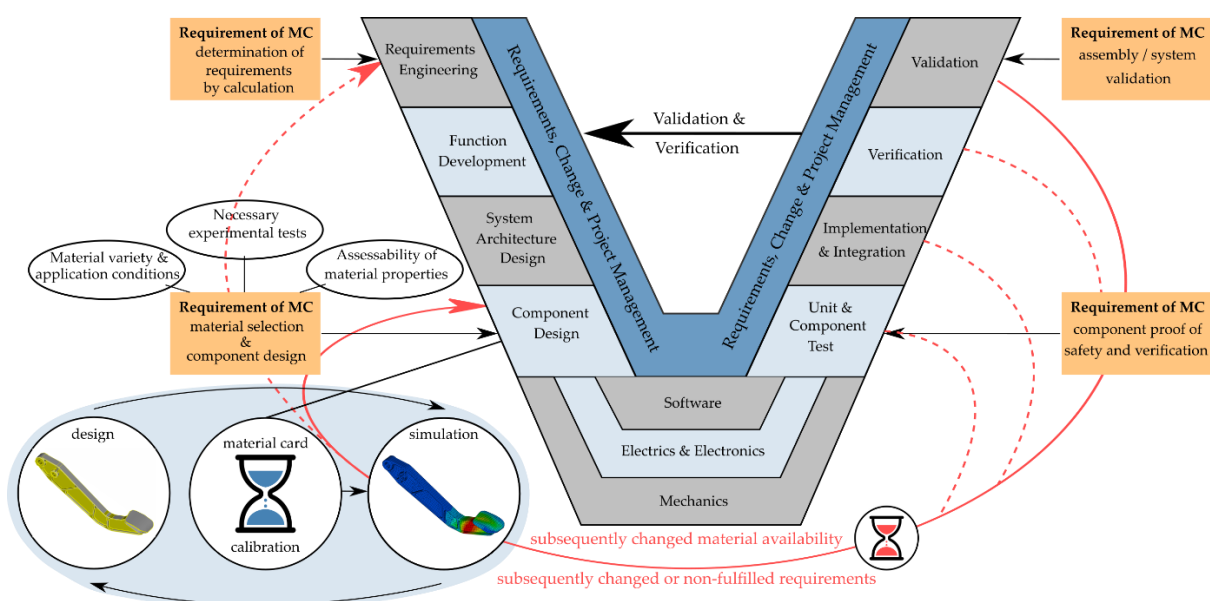 Requirement of MC
determination of
requirements
by calculation
Requirements
Engineering
Function
Development
System
Architecture
Design
Component
Design
Requirements, Change & Project Management
Validation &
Verification
Requirements, Change & Project Management
Validation
Verification
Implementation
& Integration
Unit &
Component
Test
Requirement of MC
assembly / system
validation
Necessary
experimental tests
Material variety &
application conditions
Assessability of
material properties
Requirement of MC
material selection
&
component design
Requirement of MC
component proof of
safety and verification
Software
Electrics & Electronics
Mechanics
design
material card
calibration
simulation
subsequently changed material availability
subsequently changed or non-fulfilled requirements